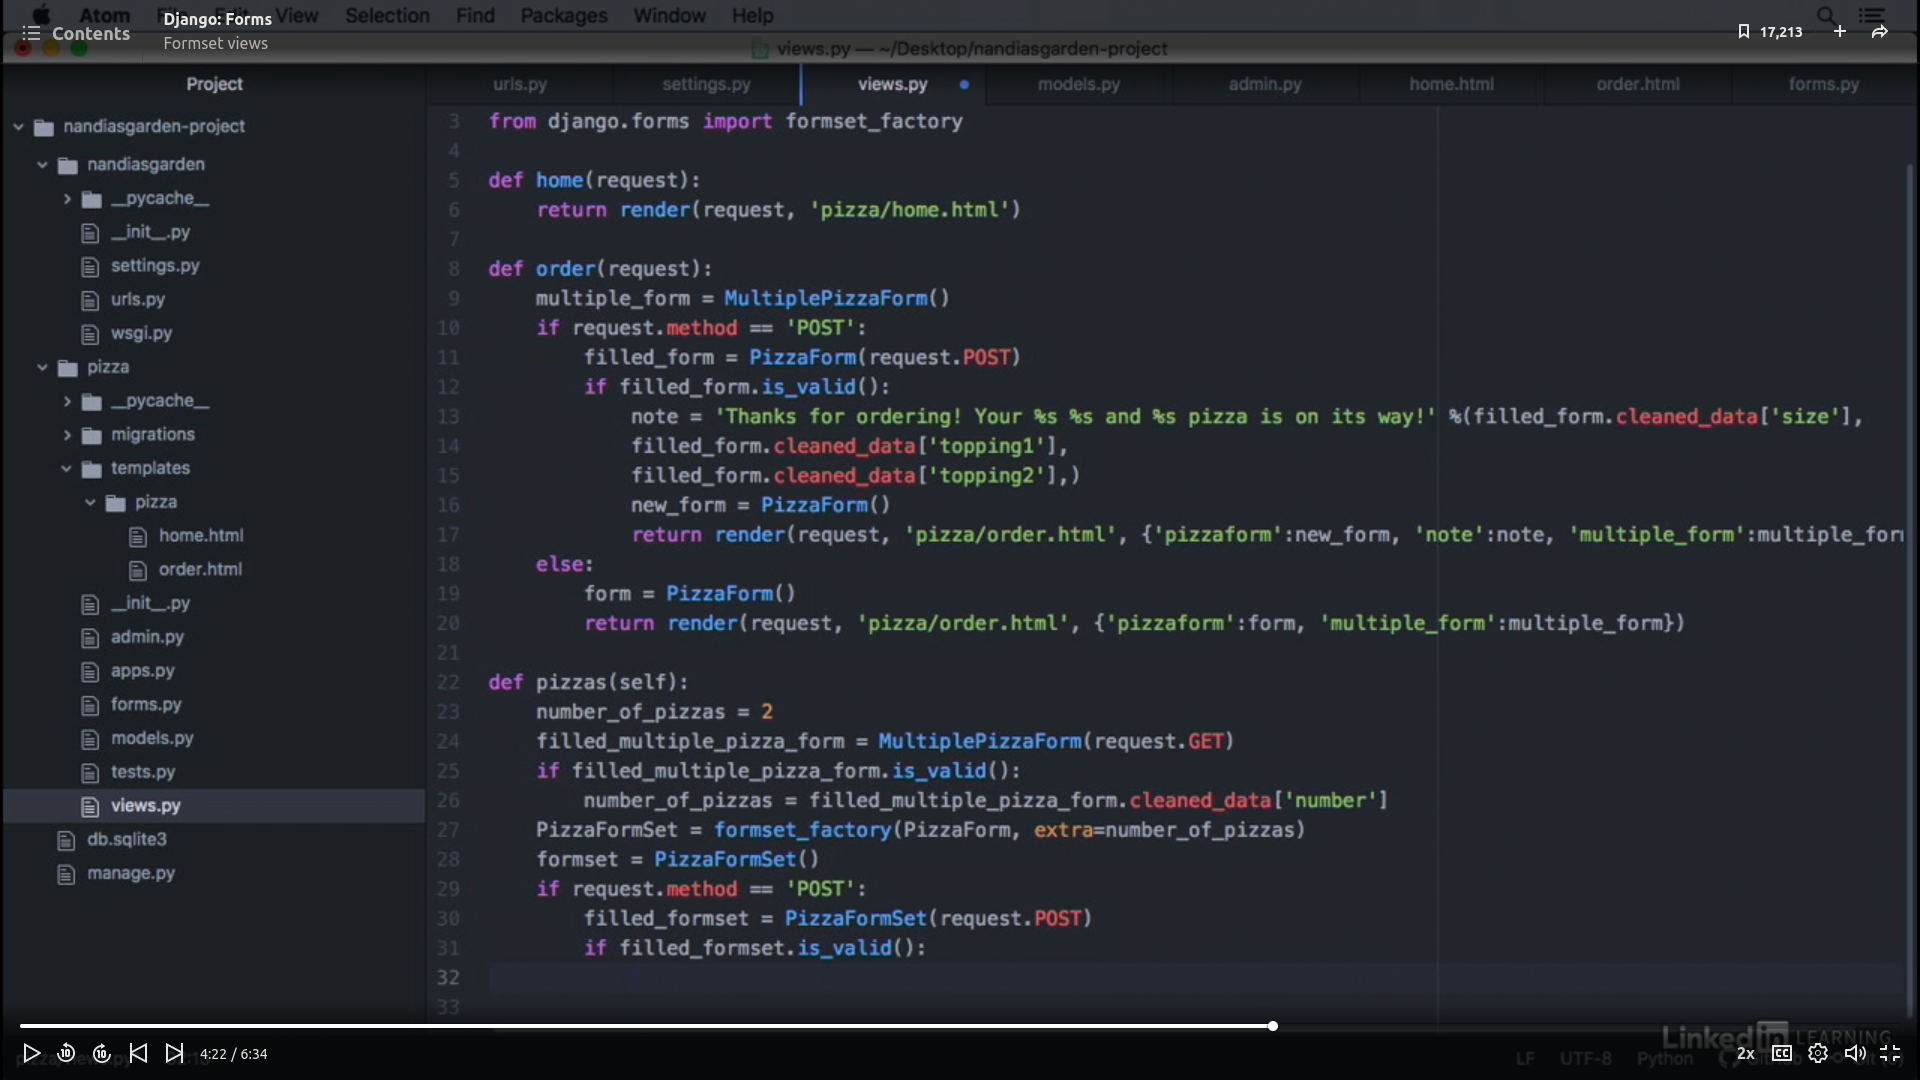 Atom File Edit View Selection Find Packages Window Help
Contents
Django: Forms
Formset views
17,213
views.py — ~/Desktop/nandiasgarden-project
Project
urls.py settings.py views.py models.py admin.py home.html order.html forms.py
nandiasgarden-project
nandiasgarden
__pycache__
__init__.py
settings.py
urls.py
wsgi.py
pizza
__pycache__
migrations
templates
pizza
home.html
order.html
__init__.py
admin.py
apps.py
forms.py
models.py
tests.py
views.py
db.sqlite3
manage.py
3 from django.forms import formset_factory
4
5 def home(request):
6     return render(request, 'pizza/home.html')
7
8 def order(request):
9     multiple_form = MultiplePizzaForm()
10     if request.method == 'POST':
11         filled_form = PizzaForm(request.POST)
12         if filled_form.is_valid():
13             note = 'Thanks for ordering! Your %s %s and %s pizza is on its way!' %(filled_form.cleaned_data['size'],
14             filled_form.cleaned_data['topping1'],
15             filled_form.cleaned_data['topping2'],)
16             new_form = PizzaForm()
17             return render(request, 'pizza/order.html', {'pizzaform':new_form, 'note':note, 'multiple_form':multiple_for
18     else:
19         form = PizzaForm()
20         return render(request, 'pizza/order.html', {'pizzaform':form, 'multiple_form':multiple_form})
21
22 def pizzas(self):
23     number_of_pizzas = 2
24     filled_multiple_pizza_form = MultiplePizzaForm(request.GET)
25     if filled_multiple_pizza_form.is_valid():
26         number_of_pizzas = filled_multiple_pizza_form.cleaned_data['number']
27     PizzaFormSet = formset_factory(PizzaForm, extra=number_of_pizzas)
28     formset = PizzaFormSet()
29     if request.method == 'POST':
30         filled_formset = PizzaFormSet(request.POST)
31         if filled_formset.is_valid():
32
33
LinkedIn LEARNING
10 10 4:22 / 6:34
2x CC
LF UTF-8 Python